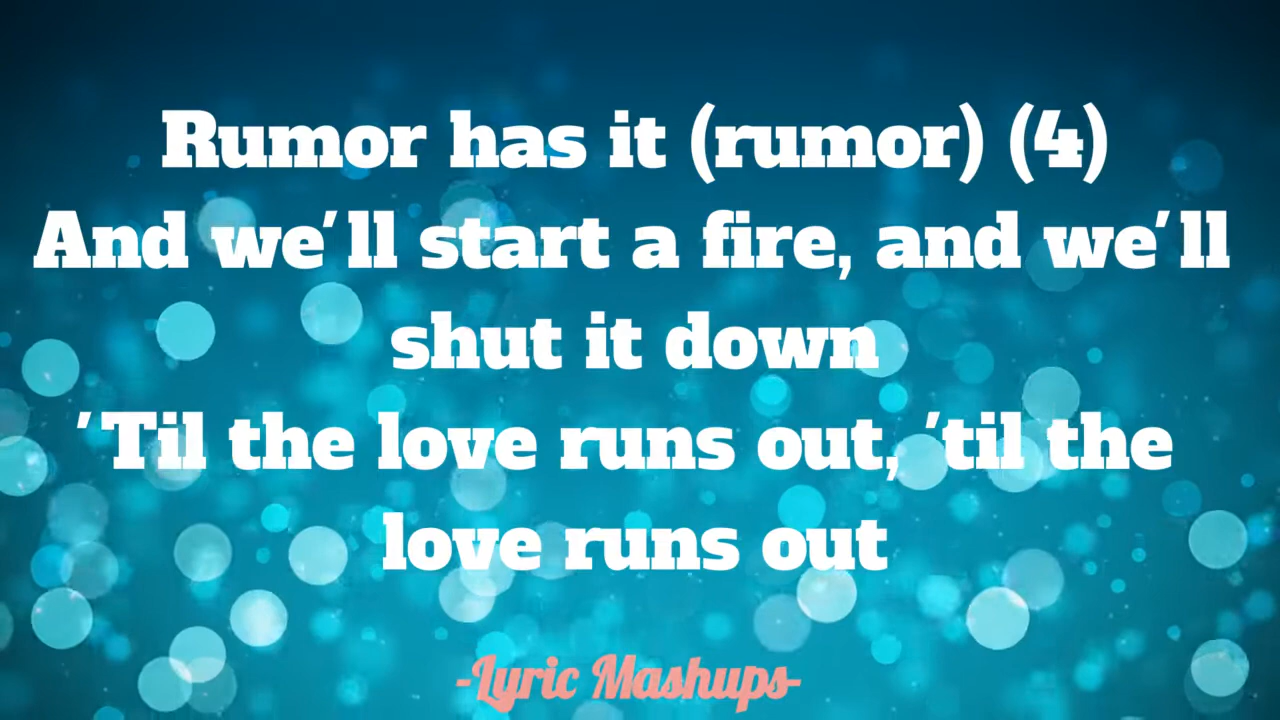 Rumor has it (rumor) (4)
And we'll start a fire, and we'll
shut it down
'Til the love runs out, 'til the
love runs out
-Lyric Mashups-